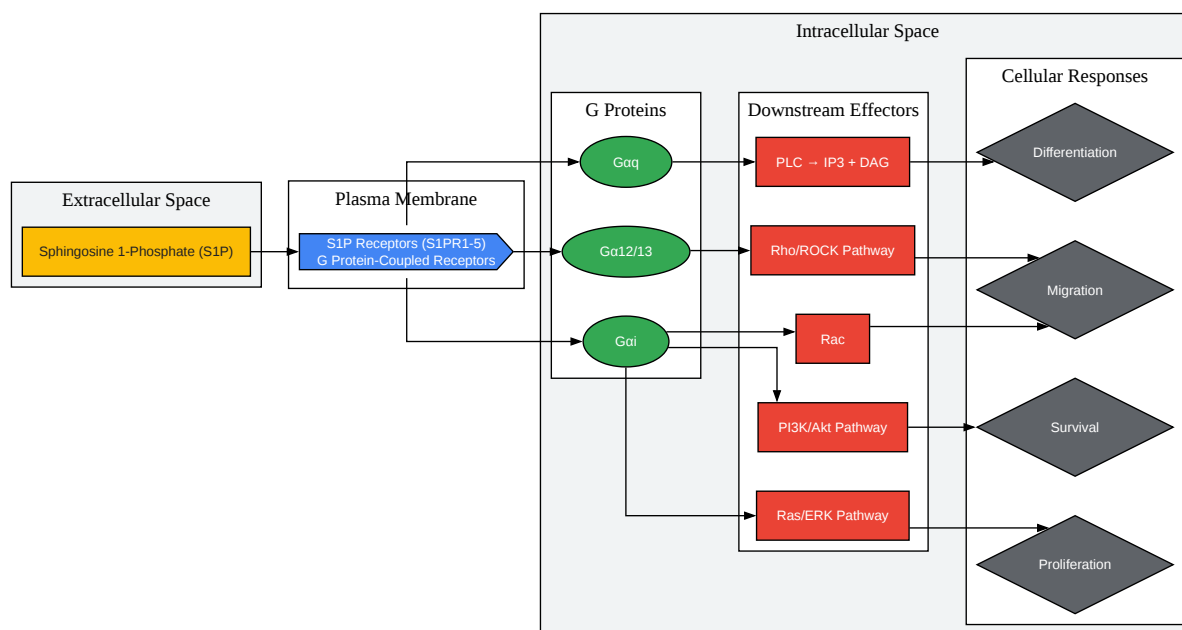 Intracellular Space
Cellular Responses
G Proteins
Downstream Effectors
Differentiation
Gαq
PLC → IP3 + DAG
Extracellular Space
Plasma Membrane
Sphingosine 1-Phosphate (S1P)
S1P Receptors (S1PR1-5)
G Protein-Coupled Receptors
Gα12/13
Rho/ROCK Pathway
Migration
Gαi
Rac
PI3K/Akt Pathway
Survival
Ras/ERK Pathway
Proliferation